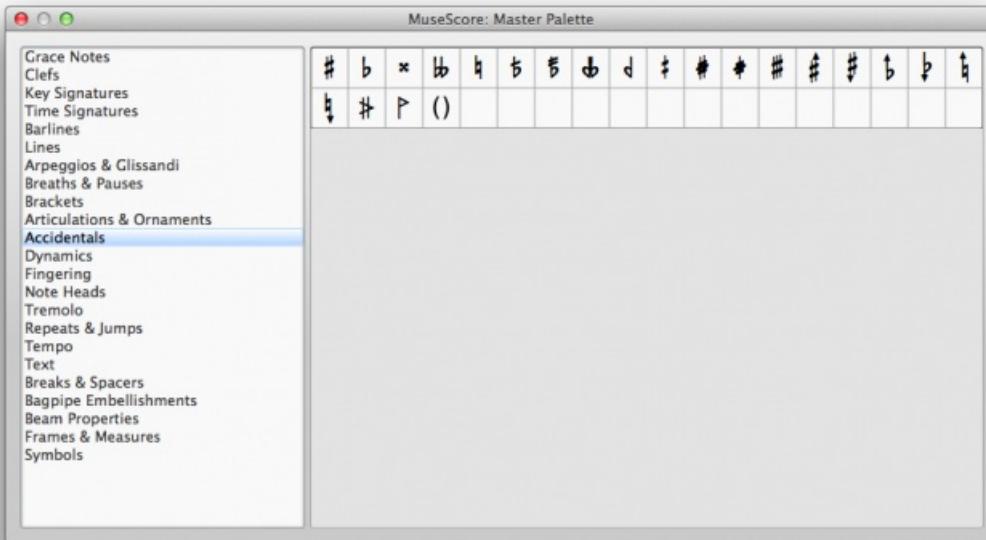 MuseScore: Master Palette
Grace Notes
Clefs
Key Signatures
Time Signatures
Barlines
Lines
Arpeggios & Glissandi
Breaths & Pauses
Brackets
Articulations & Ornaments
Accidentals
Dynamics
Fingering
Note Heads
Tremolo
Repeats & Jumps
Tempo
Text
Breaks & Spacers
Bagpipe Embellishments
Beam Properties
Frames & Measures
Symbols